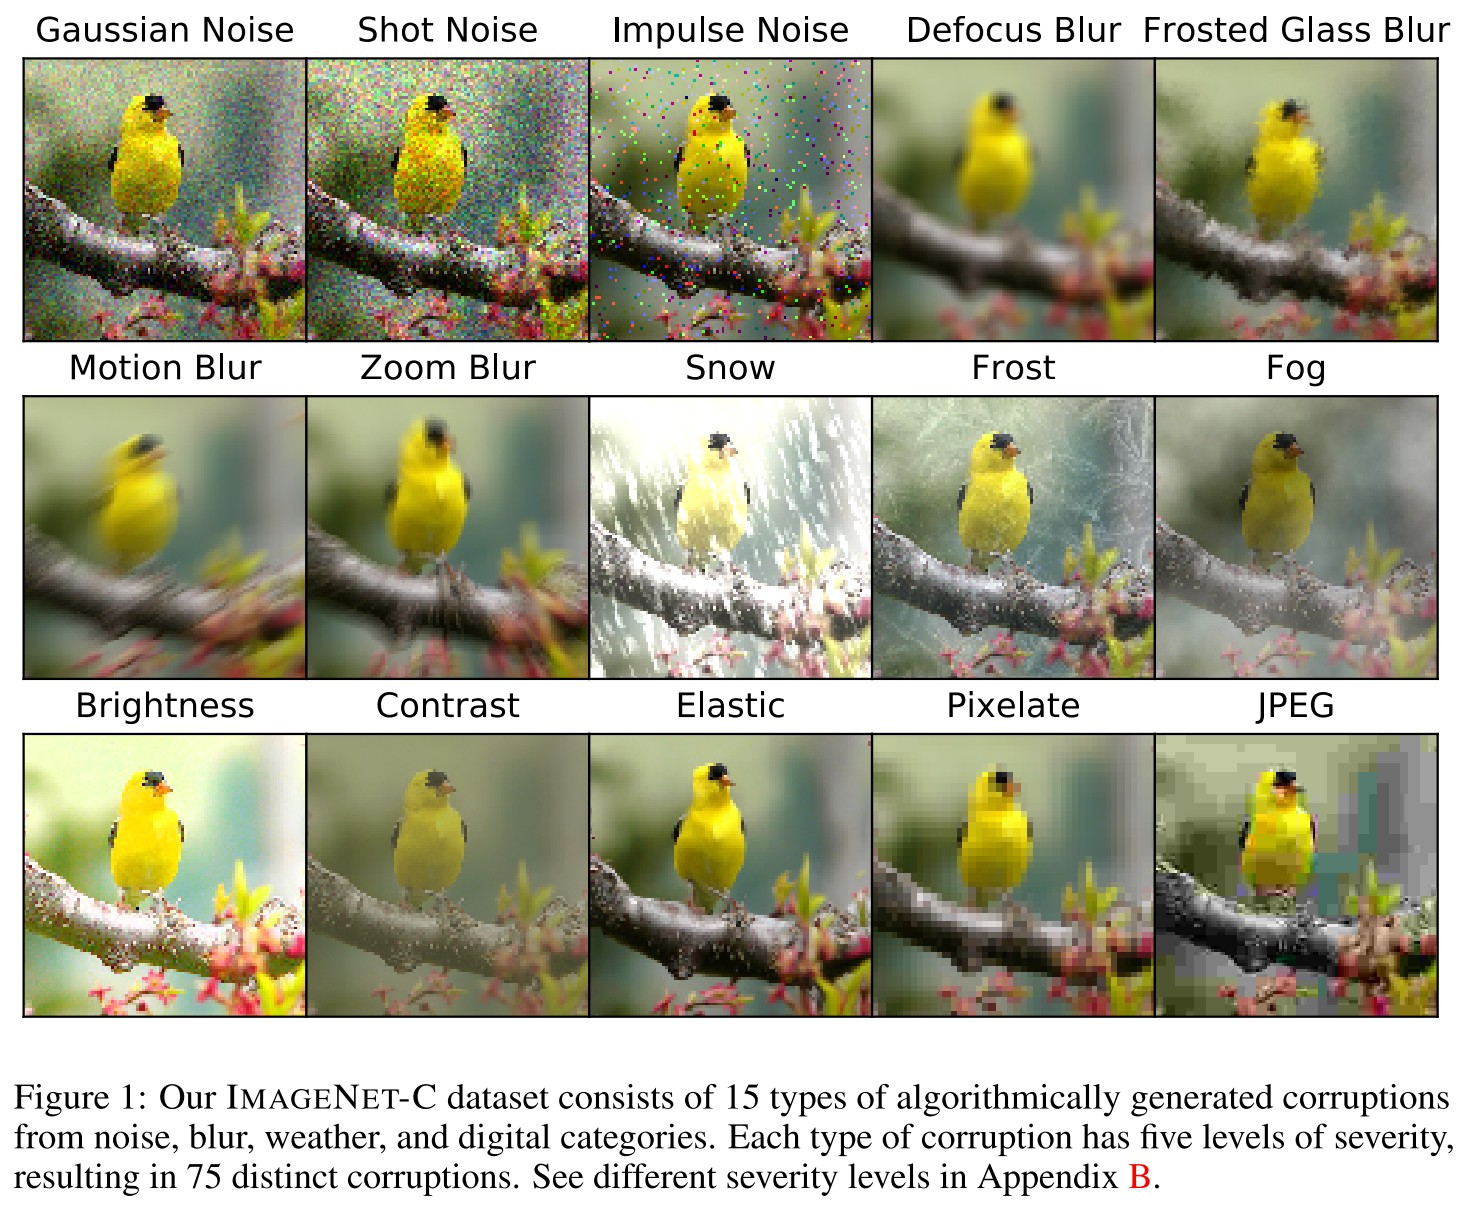 Gaussian Noise Shot Noise Impulse Noise Defocus Blur Frosted Glass Blur
Motion Blur Zoom Blur Snow Frost Fog
Brightness Contrast Elastic Pixelate JPEG
Figure 1: Our IMAGENET-C dataset consists of 15 types of algorithmically generated corruptions
from noise, blur, weather, and digital categories. Each type of corruption has five levels of severity,
resulting in 75 distinct corruptions. See different severity levels in Appendix B.